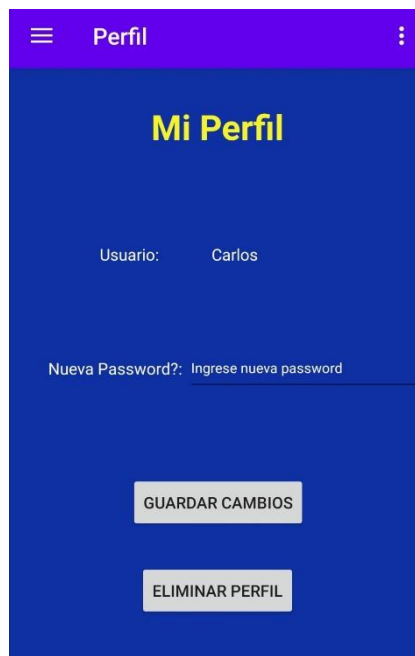 Perfil
Mi Perfil
Usuario: Carlos
Nueva Password?: Ingrese nueva password
GUARDAR CAMBIOS
ELIMINAR PERFIL